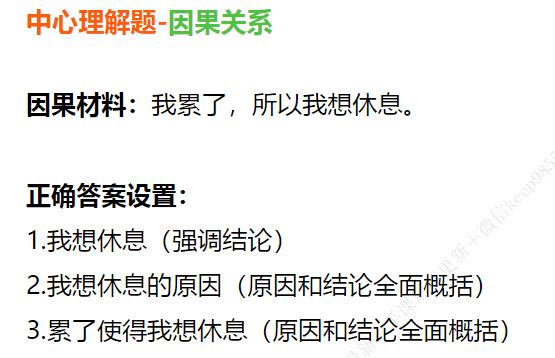 中心理解题-因果关系
因果材料：我累了，所以我想休息。
正确答案设置：
1.我想休息（强调结论）
2.我想休息的原因（原因和结论全面概括）
3.累了使得我想休息（原因和结论全面概括）
更新＋微信keep985